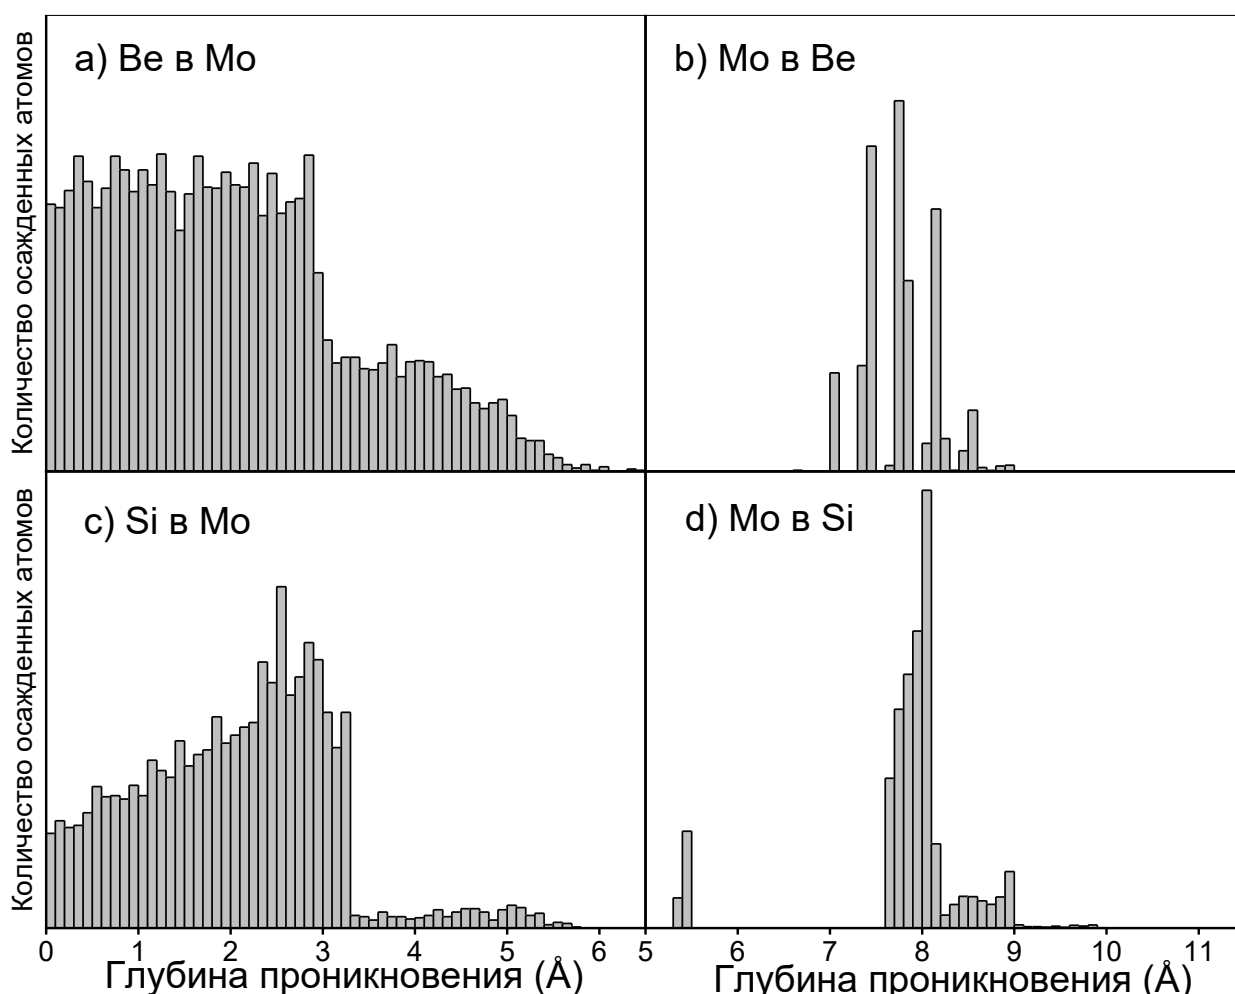 a) Be в Mo
b) Mo в Be
Количество осажденных атомов
c) Si в Mo
d) Mo в Si
Количество осажденных атомов
0 1 2 3 4 5 6 5 6 7 8 9 10 11
Глубина проникновения (Å)
Глубина проникновения (Å)